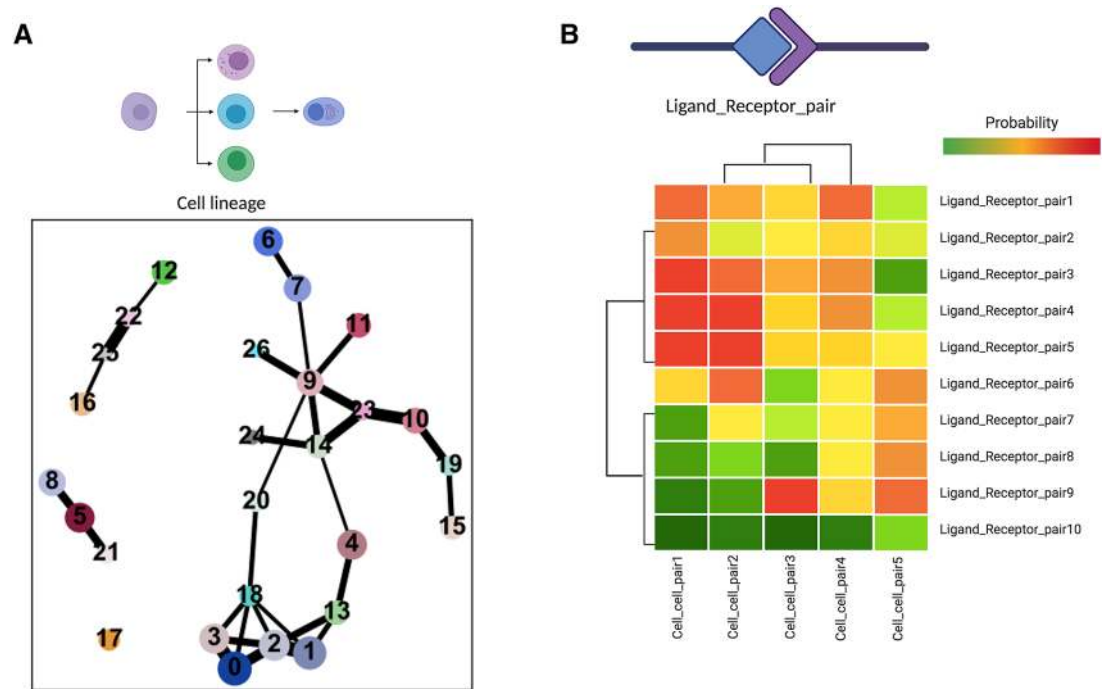 A
B
Ligand_Receptor_pair
Probability
Cell lineage
Ligand_Receptor_pair1
Ligand_Receptor_pair2
Ligand_Receptor_pair3
Ligand_Receptor_pair4
Ligand_Receptor_pair5
Ligand_Receptor_pair6
Ligand_Receptor_pair7
Ligand_Receptor_pair8
Ligand_Receptor_pair9
Ligand_Receptor_pair10
Cell_cell_pair1
Cell_cell_pair2
Cell_cell_pair3
Cell_cell_pair4
Cell_cell_pair5
6
12
7
22
11
25
26
9
16
23
10
24
14
19
8
20
5
15
21
4
18
13
17
3
2
1
0